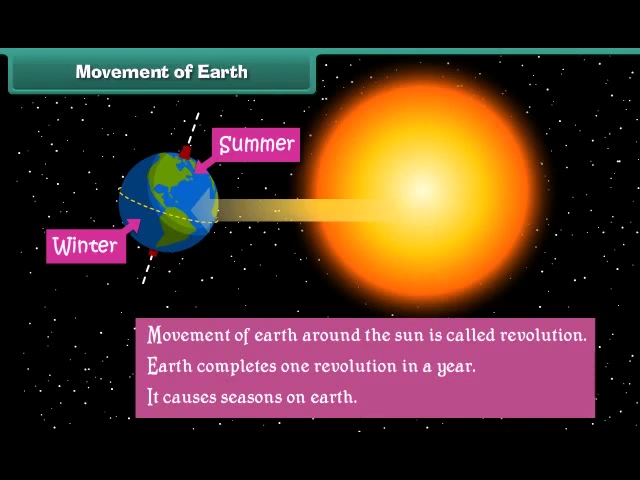 Movement of Earth
Summer
Winter
Movement of earth around the sun is called revolution.
Earth completes one revolution in a year.
It causes seasons on earth.